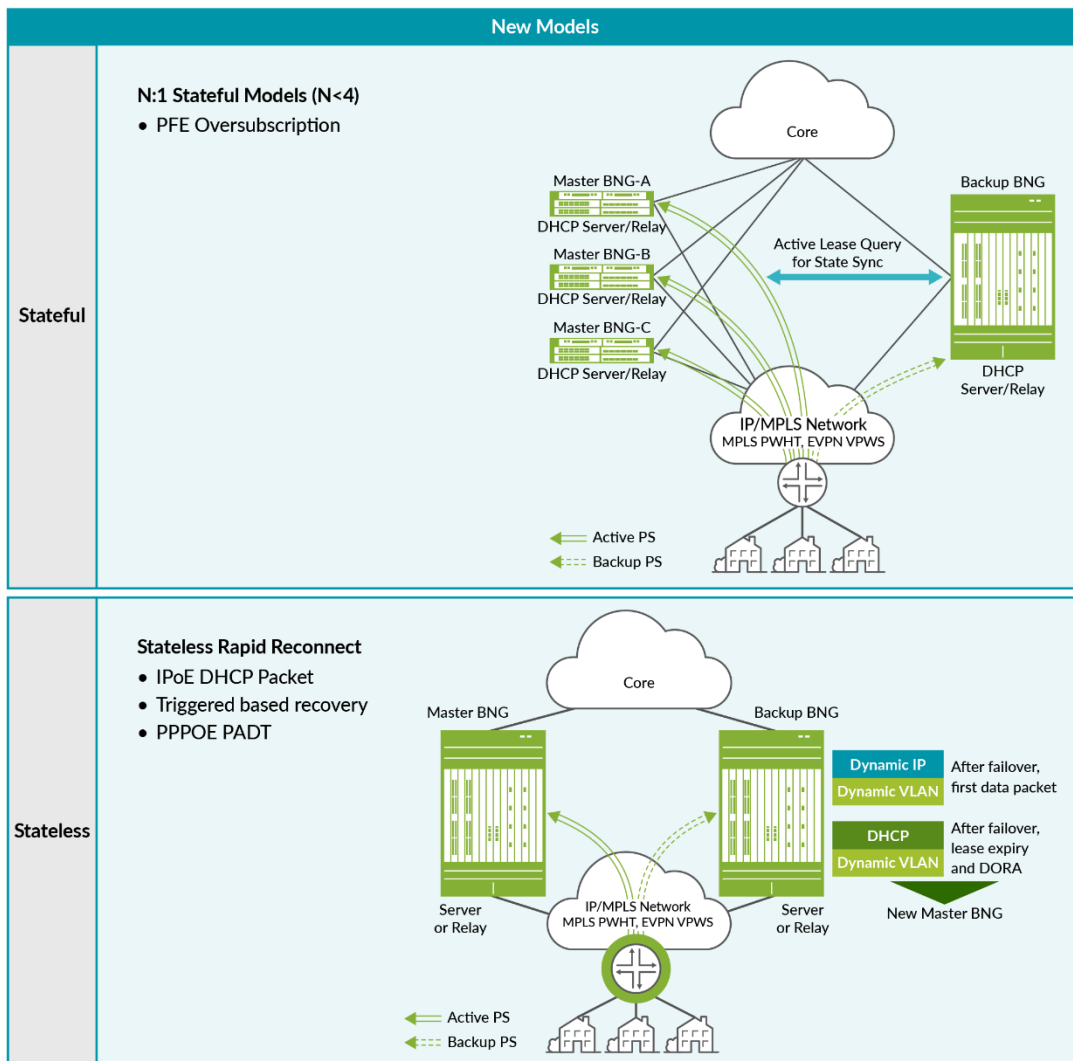 New Models
Stateful
N:1 Stateful Models (N<4)
• PFE Oversubscription
Core
Master BNG-A
DHCP Server/Relay
Master BNG-B
DHCP Server/Relay
Master BNG-C
DHCP Server/Relay
Active Lease Query
for State Sync
Backup BNG
DHCP
Server/Relay
IP/MPLS Network
MPLS PWHT, EVPN VPWS
Active PS
Backup PS
Stateless
Stateless Rapid Reconnect
• IPoE DHCP Packet
• Triggered based recovery
• PPPOE PADT
Core
Master BNG
Backup BNG
Server
or Relay
IP/MPLS Network
MPLS PWHT, EVPN VPWS
Server
or Relay
Dynamic IP
Dynamic VLAN
After failover,
first data packet
DHCP
Dynamic VLAN
After failover,
lease expiry
and DORA
New Master BNG
Active PS
Backup PS